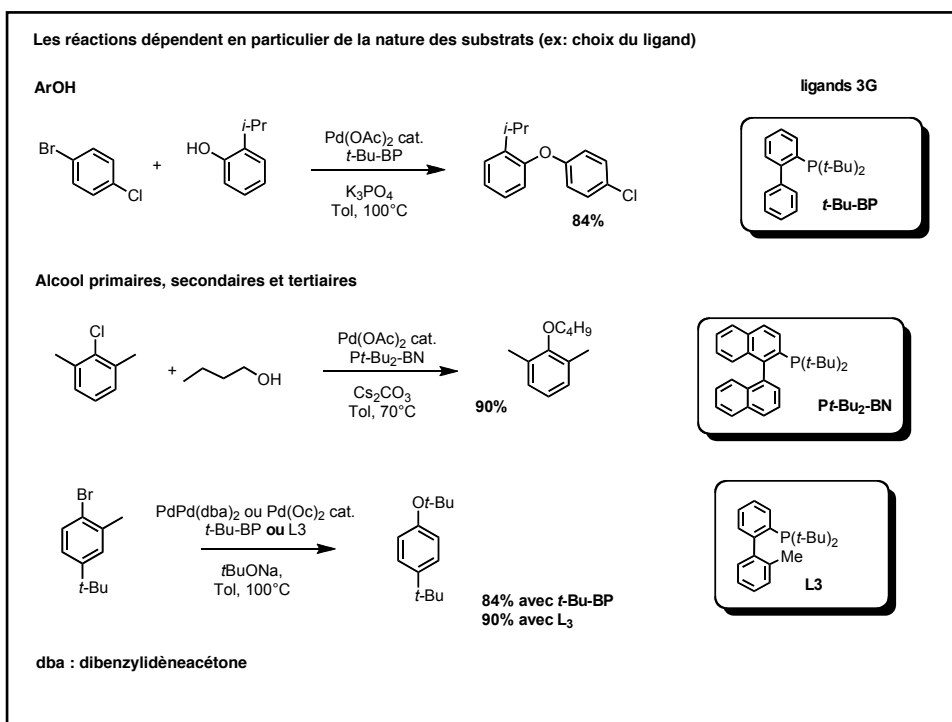 Les réactions dépendent en particulier de la nature des substrats (ex: choix du ligand)
ArOH
ligands 3G
Br
Cl
+
HO
i-Pr
Pd(OAc)2 cat.
t-Bu-BP
K3PO4
Tol, 100°C
i-Pr
O
Cl
84%
P(t-Bu)2
t-Bu-BP
Alcool primaires, secondaires et tertiaires
Cl
+
OH
Pd(OAc)2 cat.
Pt-Bu2-BN
Cs2CO3
Tol, 70°C
90%
OC4H9
P(t-Bu)2
Pt-Bu2-BN
Br
t-Bu
PdPd(dba)2 ou Pd(Oc)2 cat.
t-Bu-BP ou L3
tBuONa,
Tol, 100°C
Ot-Bu
t-Bu
84% avec t-Bu-BP
90% avec L3
P(t-Bu)2
Me
L3
dba : dibenzylidèneacétone